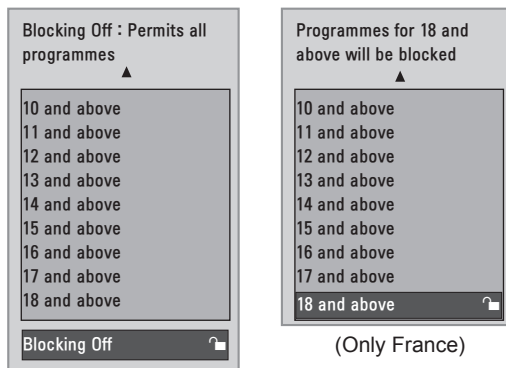 Blocking Off : Permits all
programmes
10 and above
11 and above
12 and above
13 and above
14 and above
15 and above
16 and above
17 and above
18 and above
Blocking Off
Programmes for 18 and
above will be blocked
10 and above
11 and above
12 and above
13 and above
14 and above
15 and above
16 and above
17 and above
18 and above
(Only France)